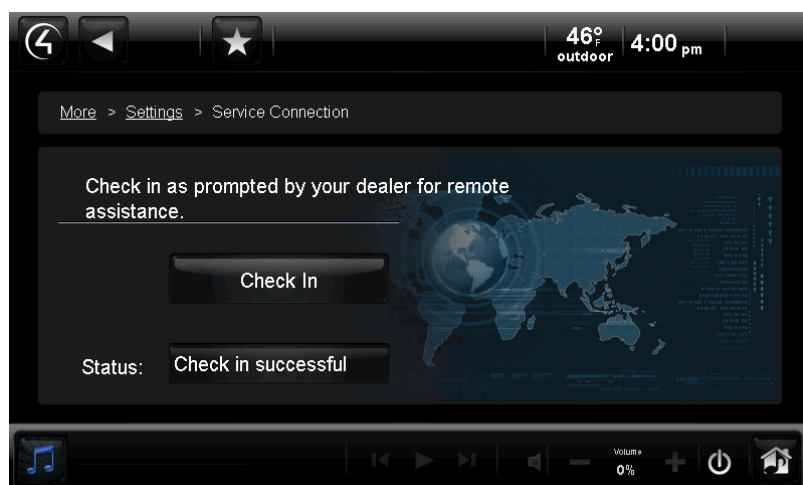 46°F
outdoor
4:00 pm
More > Settings > Service Connection
Check in as prompted by your dealer for remote
assistance.
Check In
Status: Check in successful
Volume
0%